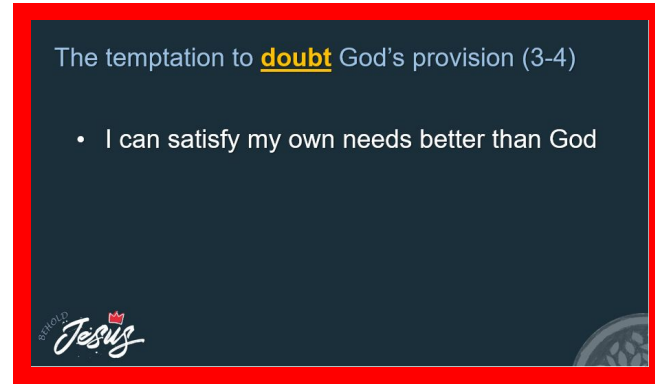 The temptation to doubt God's provision (3-4)
• I can satisfy my own needs better than God
BEHOLD
Jesus